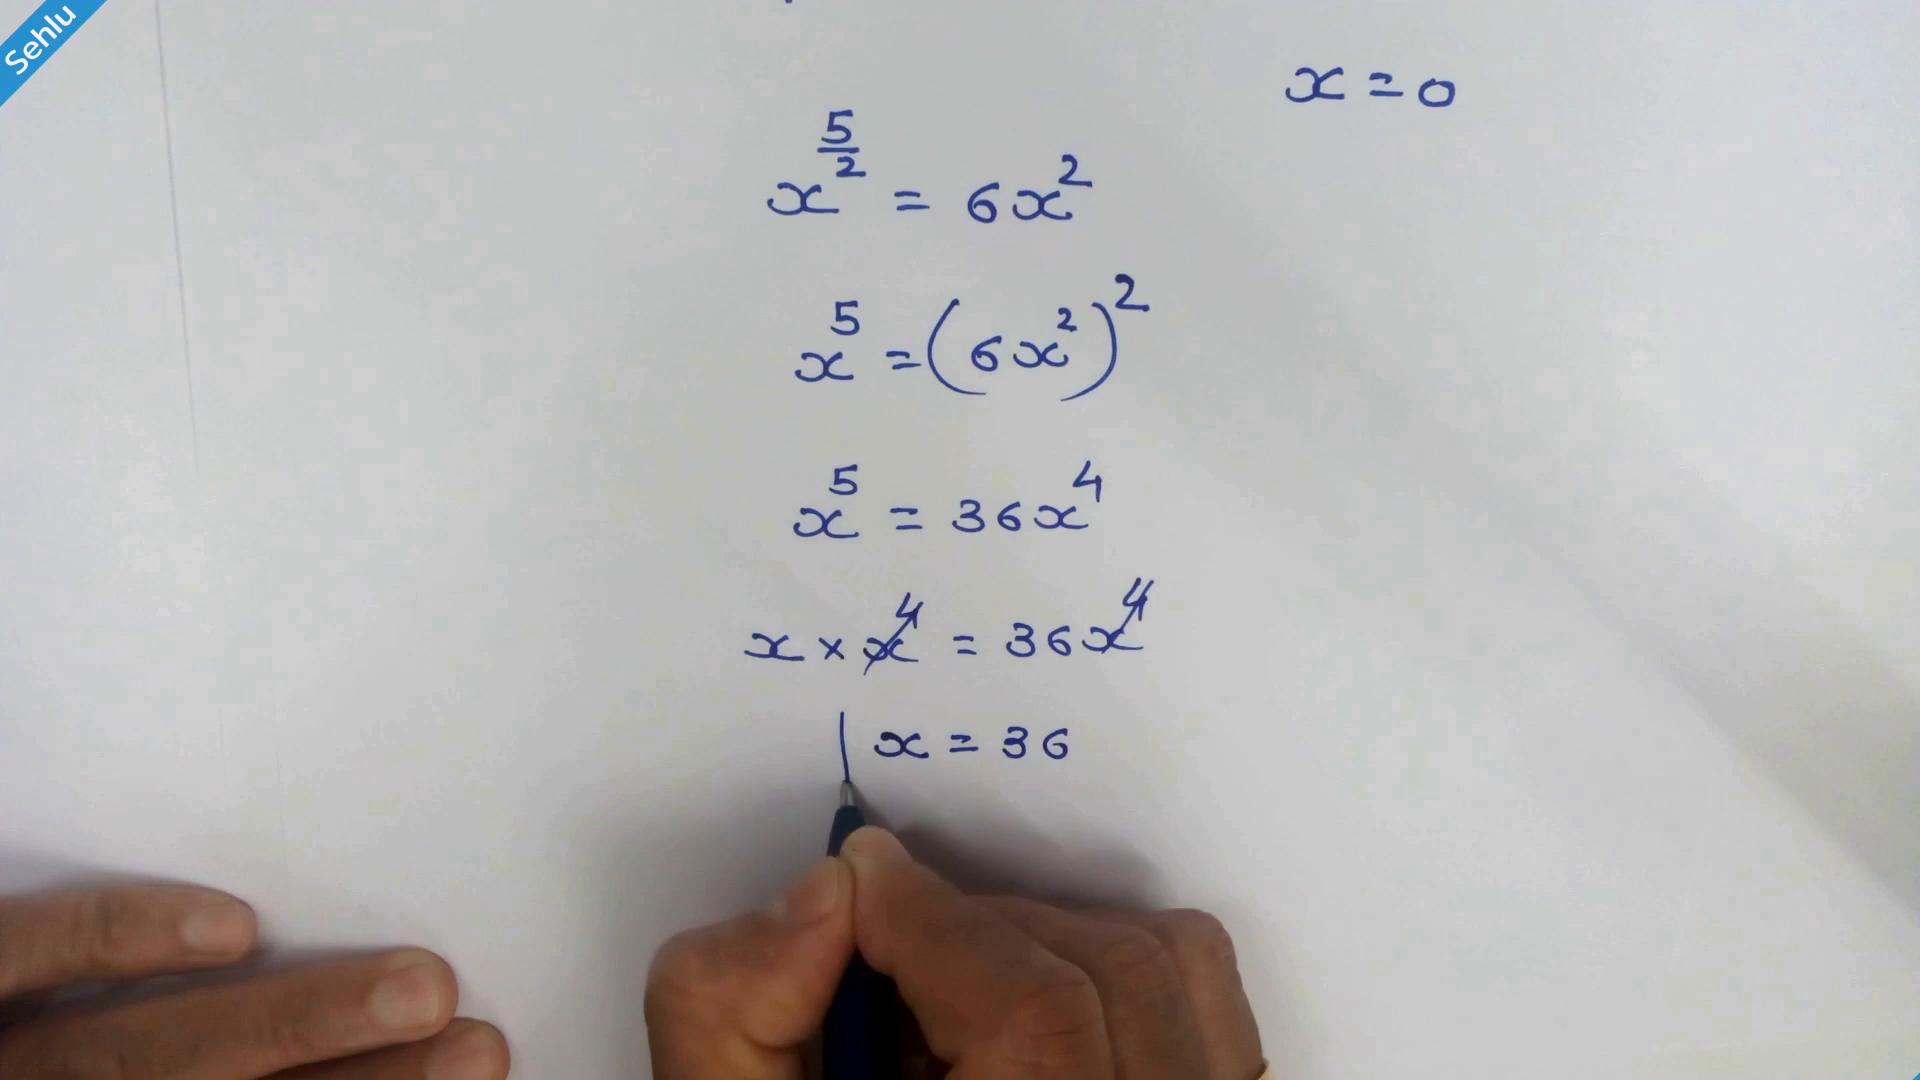 Sehlu
x = 0
x^{5/2} = 6x^2
x^5 = (6x^2)^2
x^5 = 36x^4
x × x^4 = 36x^4
x = 36